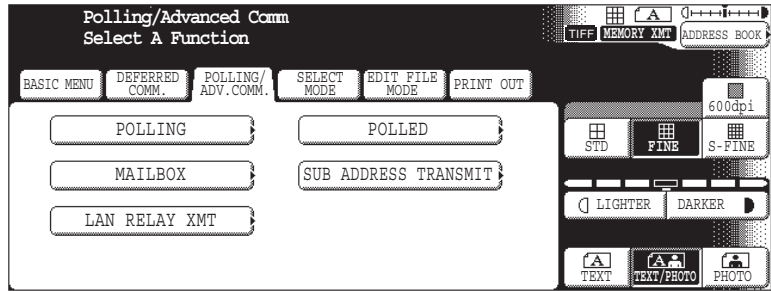 Polling/Advanced Comm
Select A Function
TIFF
A
MEMORY XMT
ADDRESS BOOK
BASIC MENU
DEFERRED
COMM.
POLLING/
ADV.COMM.
SELECT
MODE
EDIT FILE
MODE
PRINT OUT
600dpi
POLLING
POLLED
STD
FINE
S-FINE
MAILBOX
SUB ADDRESS TRANSMIT
LIGHTER
DARKER
LAN RELAY XMT
A
TEXT
A
TEXT/PHOTO
PHOTO